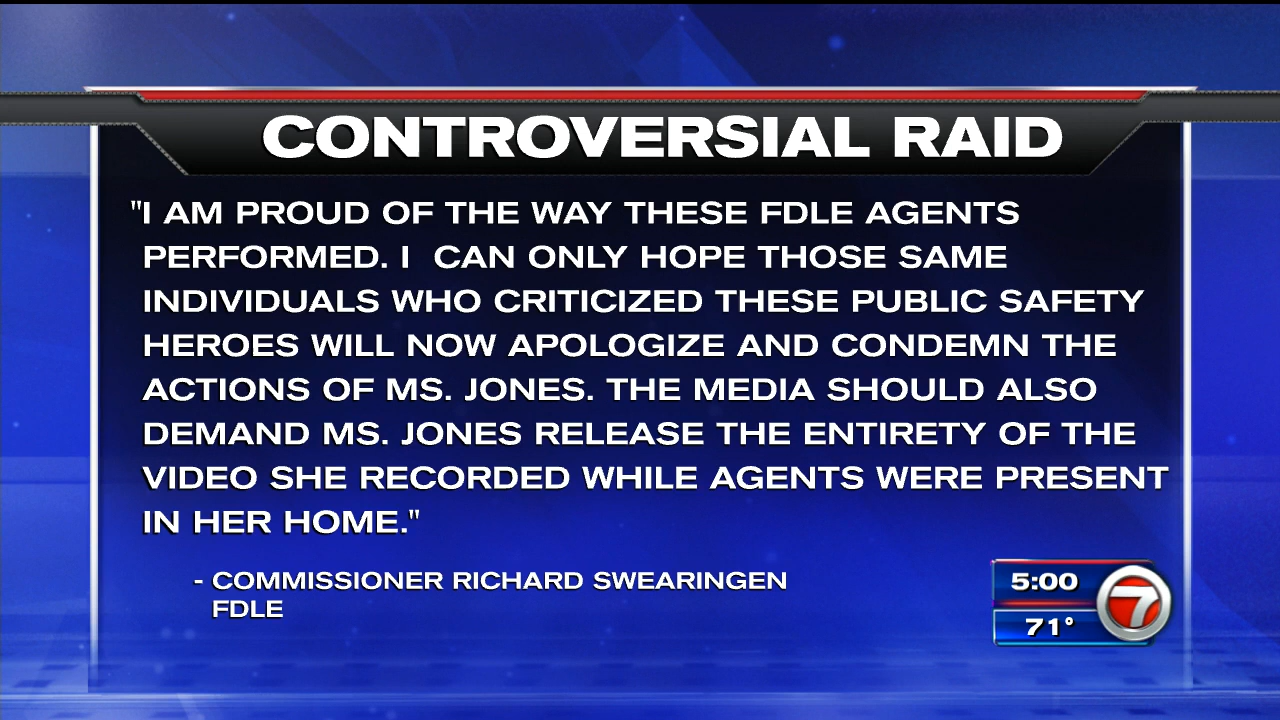 CONTROVERSIAL RAID
"I AM PROUD OF THE WAY THESE FDLE AGENTS
PERFORMED. I  CAN ONLY HOPE THOSE SAME
INDIVIDUALS WHO CRITICIZED THESE PUBLIC SAFETY
HEROES WILL NOW APOLOGIZE AND CONDEMN THE
ACTIONS OF MS. JONES. THE MEDIA SHOULD ALSO
DEMAND MS. JONES RELEASE THE ENTIRETY OF THE
VIDEO SHE RECORDED WHILE AGENTS WERE PRESENT
IN HER HOME."
- COMMISSIONER RICHARD SWEARINGEN
FDLE
5:00
7
71°